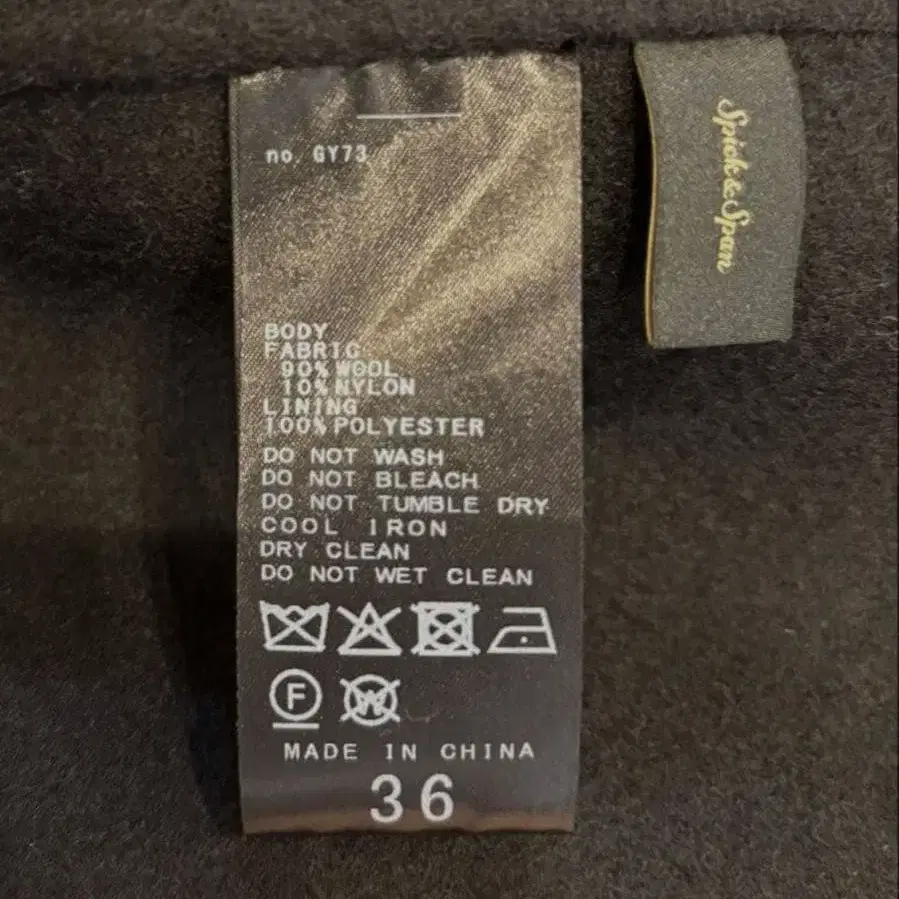 no. GY73
Spick & Span
BODY
FABRIC
90% WOOL
10% NYLON
LINING
100% POLYESTER
DO NOT WASH
DO NOT BLEACH
DO NOT TUMBLE DRY
COOL IRON
DRY CLEAN
DO NOT WET CLEAN
F W
MADE IN CHINA
36